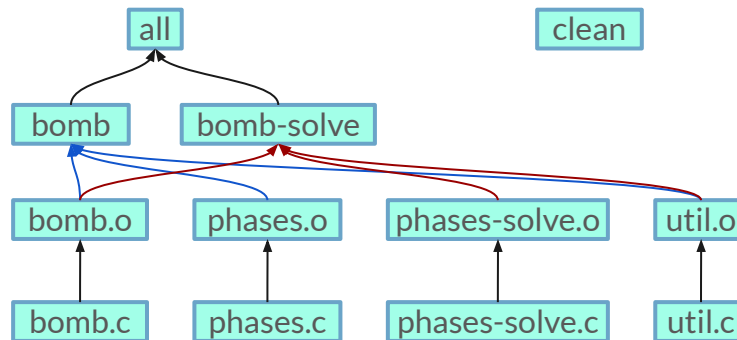 all clean
bomb bomb-solve
bomb.o phases.o phases-solve.o util.o
bomb.c phases.c phases-solve.c util.c